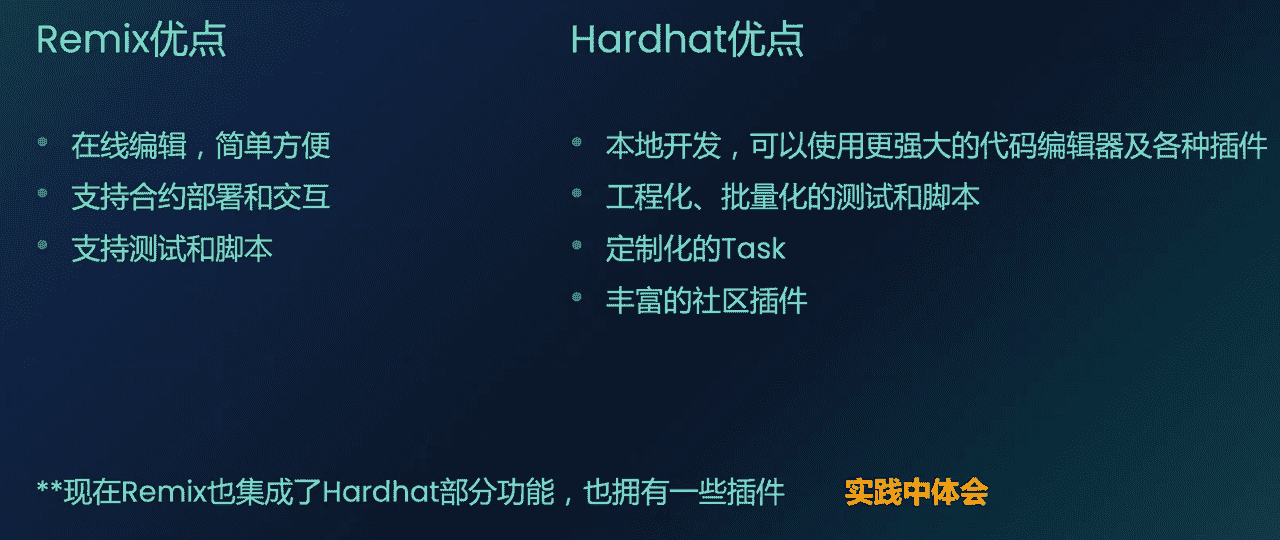 Remix优点
在线编辑，简单方便
支持合约部署和交互
支持测试和脚本
Hardhat优点
本地开发，可以使用更强大的代码编辑器及各种插件
工程化、批量化的测试和脚本
定制化的Task
丰富的社区插件
**现在Remix也集成了Hardhat部分功能，也拥有一些插件
实践中体会